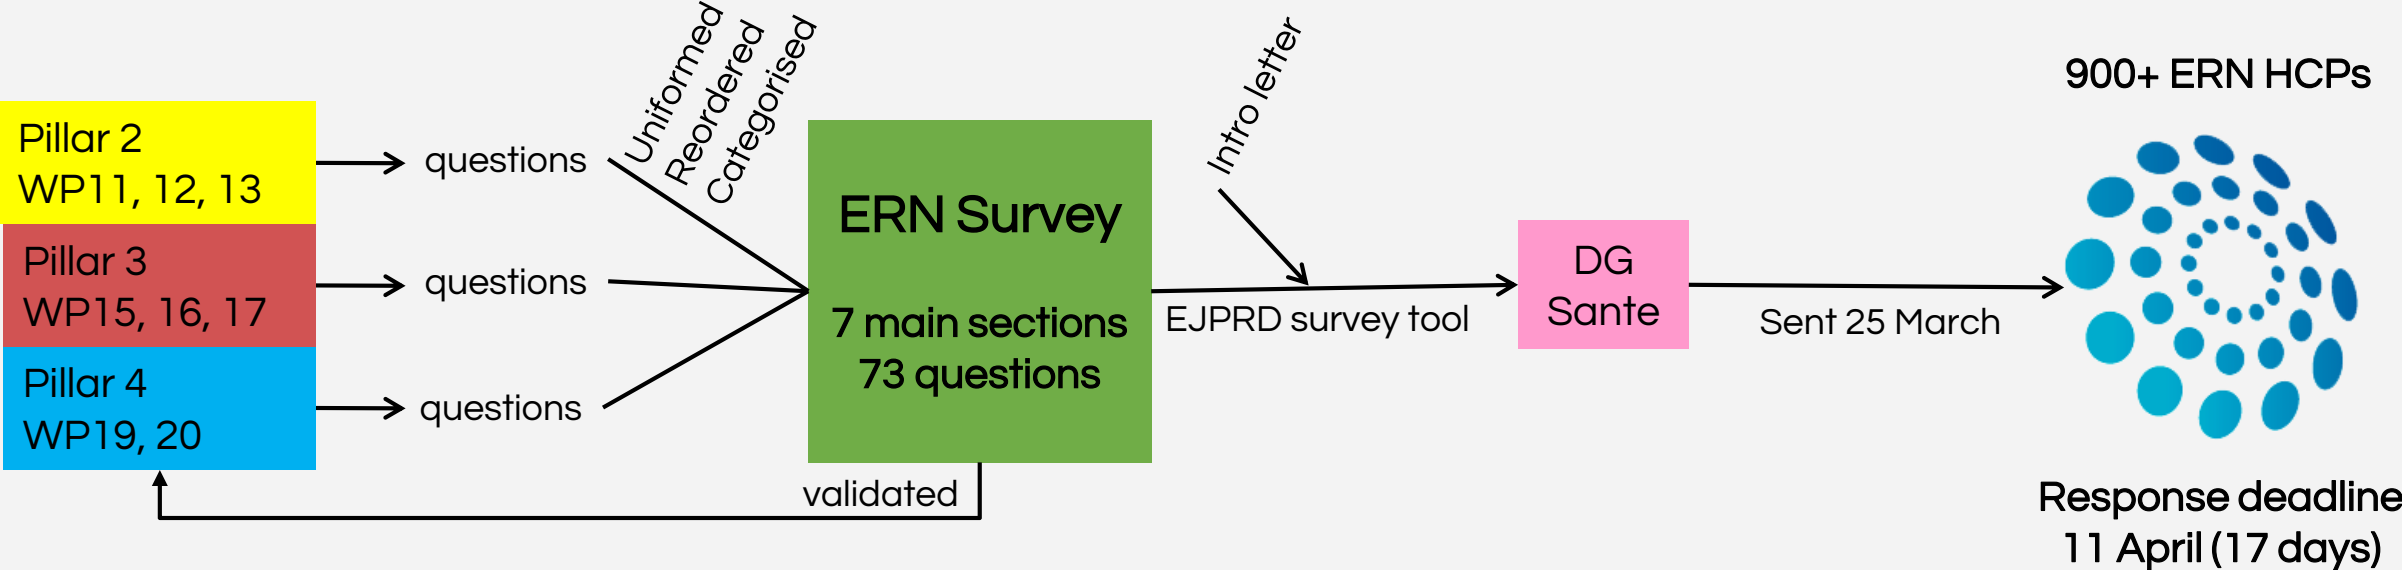 Pillar 2
WP11, 12, 13
Pillar 3
WP15, 16, 17
Pillar 4
WP19, 20
questions
questions
questions
Uniformed
Reordered
Categorised
ERN Survey
7 main sections
73 questions
validated
Intro letter
EJPRD survey tool
DG
Sante
Sent 25 March
900+ ERN HCPs
Response deadline
11 April (17 days)